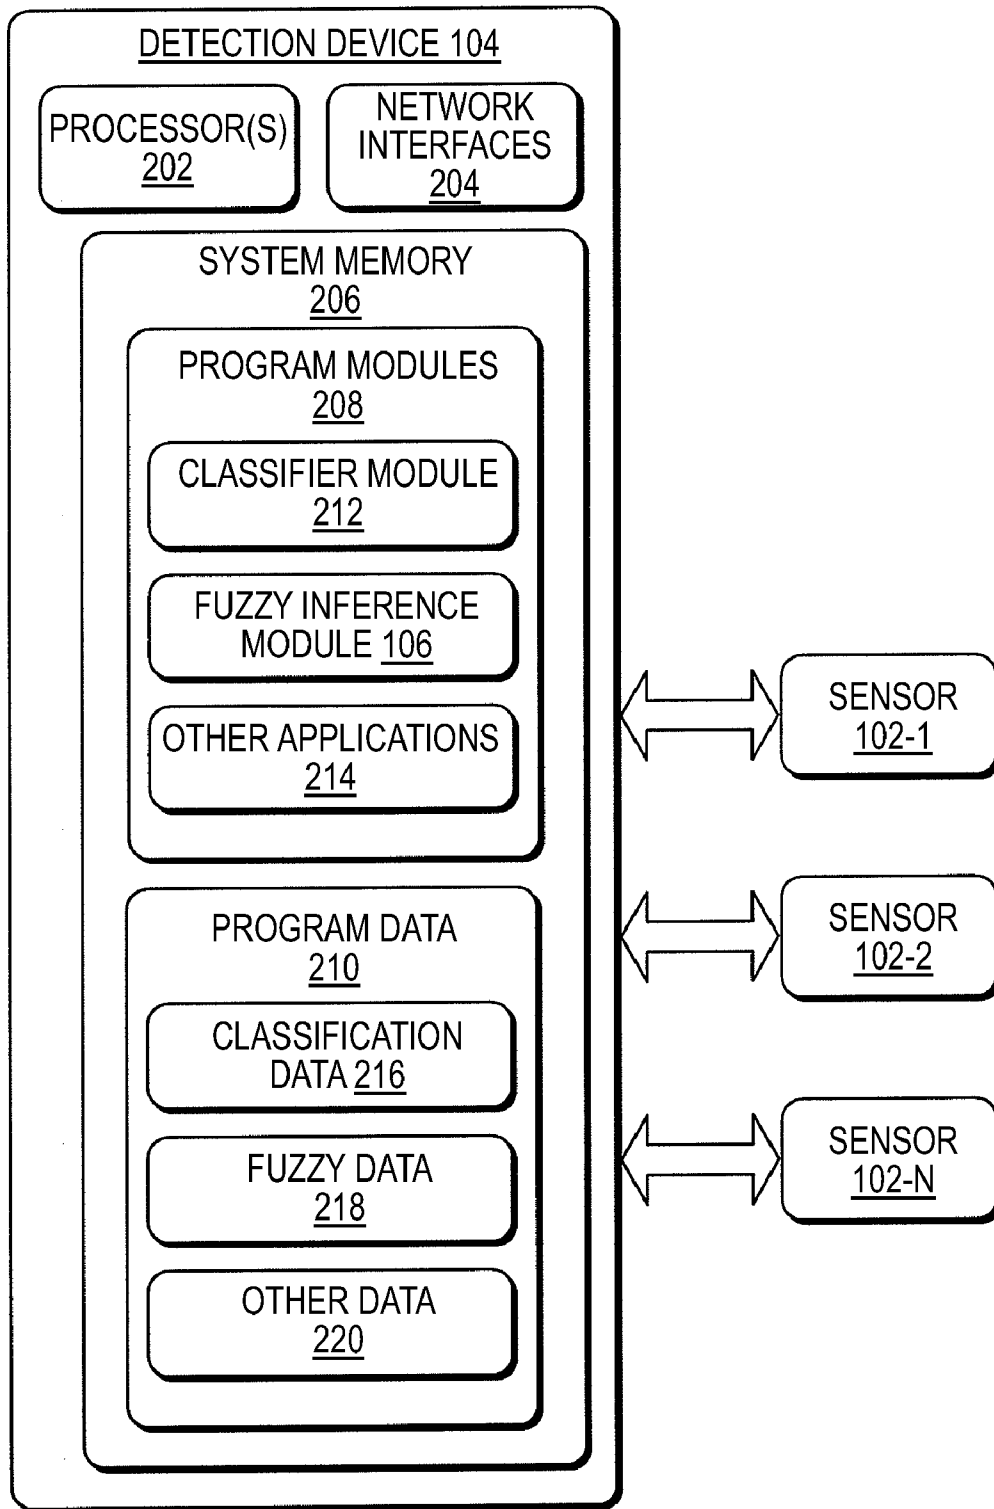 DETECTION DEVICE 104
PROCESSOR(S)
202
NETWORK
INTERFACES
204
SYSTEM MEMORY
206
PROGRAM MODULES
208
CLASSIFIER MODULE
212
FUZZY INFERENCE
MODULE 106
OTHER APPLICATIONS
214
PROGRAM DATA
210
CLASSIFICATION
DATA 216
FUZZY DATA
218
OTHER DATA
220
SENSOR
102-1
SENSOR
102-2
SENSOR
102-N